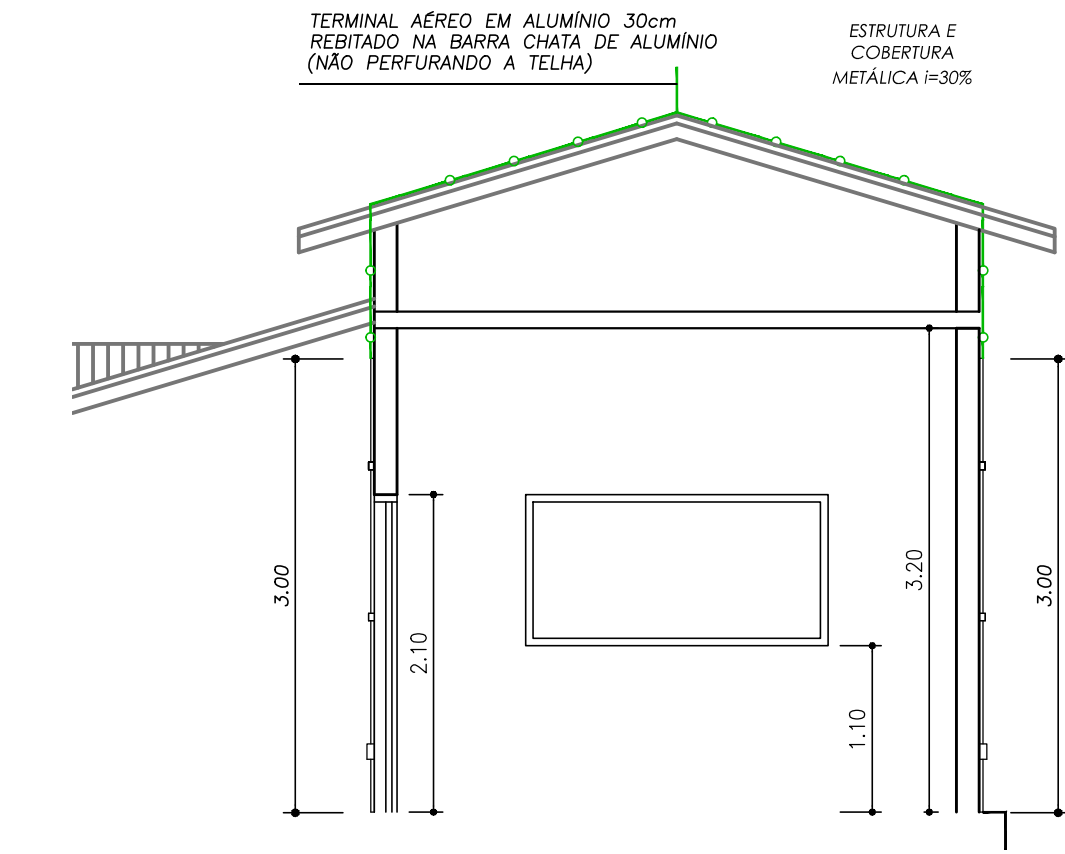 TERMINAL AÉREO EM ALUMÍNIO 30cm
REBITADO NA BARRA CHATA DE ALUMÍNIO
(NÃO PERFURANDO A TELHA)
ESTRUTURA E
COBERTURA
METÁLICA i=30%
3.00
2.10
1.10
3.20
3.00